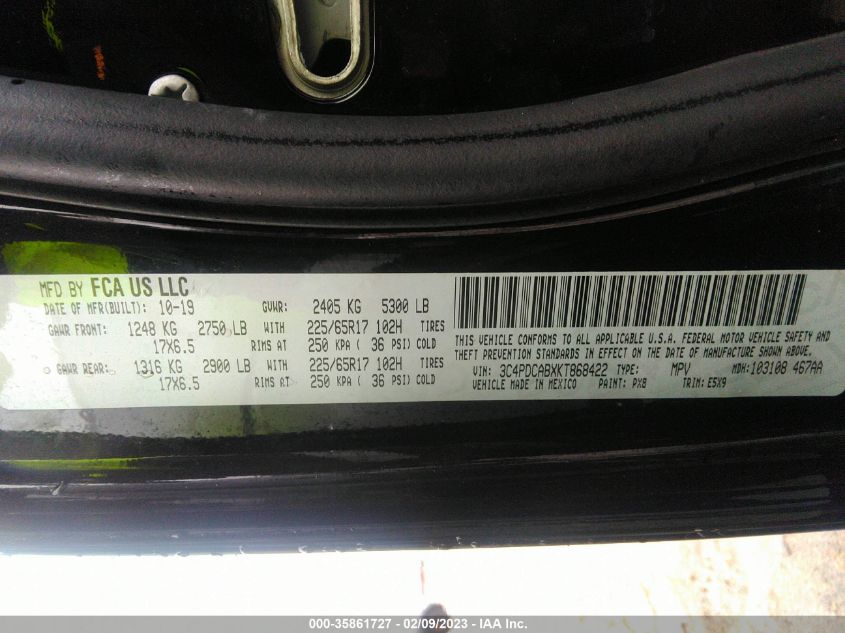 MFD BY FCA US LLC
DATE OF MFR(BUILT): 10-19 GVWR: 2405 KG 5300 LB
GAWR FRONT: 1248 KG 2750 LB WITH 225/65R17 102H TIRES
17X6.5 RIMS AT 250 KPA ( 36 PSI) COLD
GAWR REAR: 1316 KG 2900 LB WITH 225/65R17 102H TIRES
17X6.5 RIMS AT 250 KPA ( 36 PSI) COLD
THIS VEHICLE CONFORMS TO ALL APPLICABLE U.S.A. FEDERAL MOTOR VEHICLE SAFETY AND
THEFT PREVENTION STANDARDS IN EFFECT ON THE DATE OF MANUFACTURE SHOWN ABOVE.
VIN: 3C4PDCABXKT868422 TYPE: MPV MDH:103108 467AA
VEHICLE MADE IN MEXICO PAINT: PX8 TRIM: E5X9
000-35861727 - 02/09/2023 - IAA Inc.